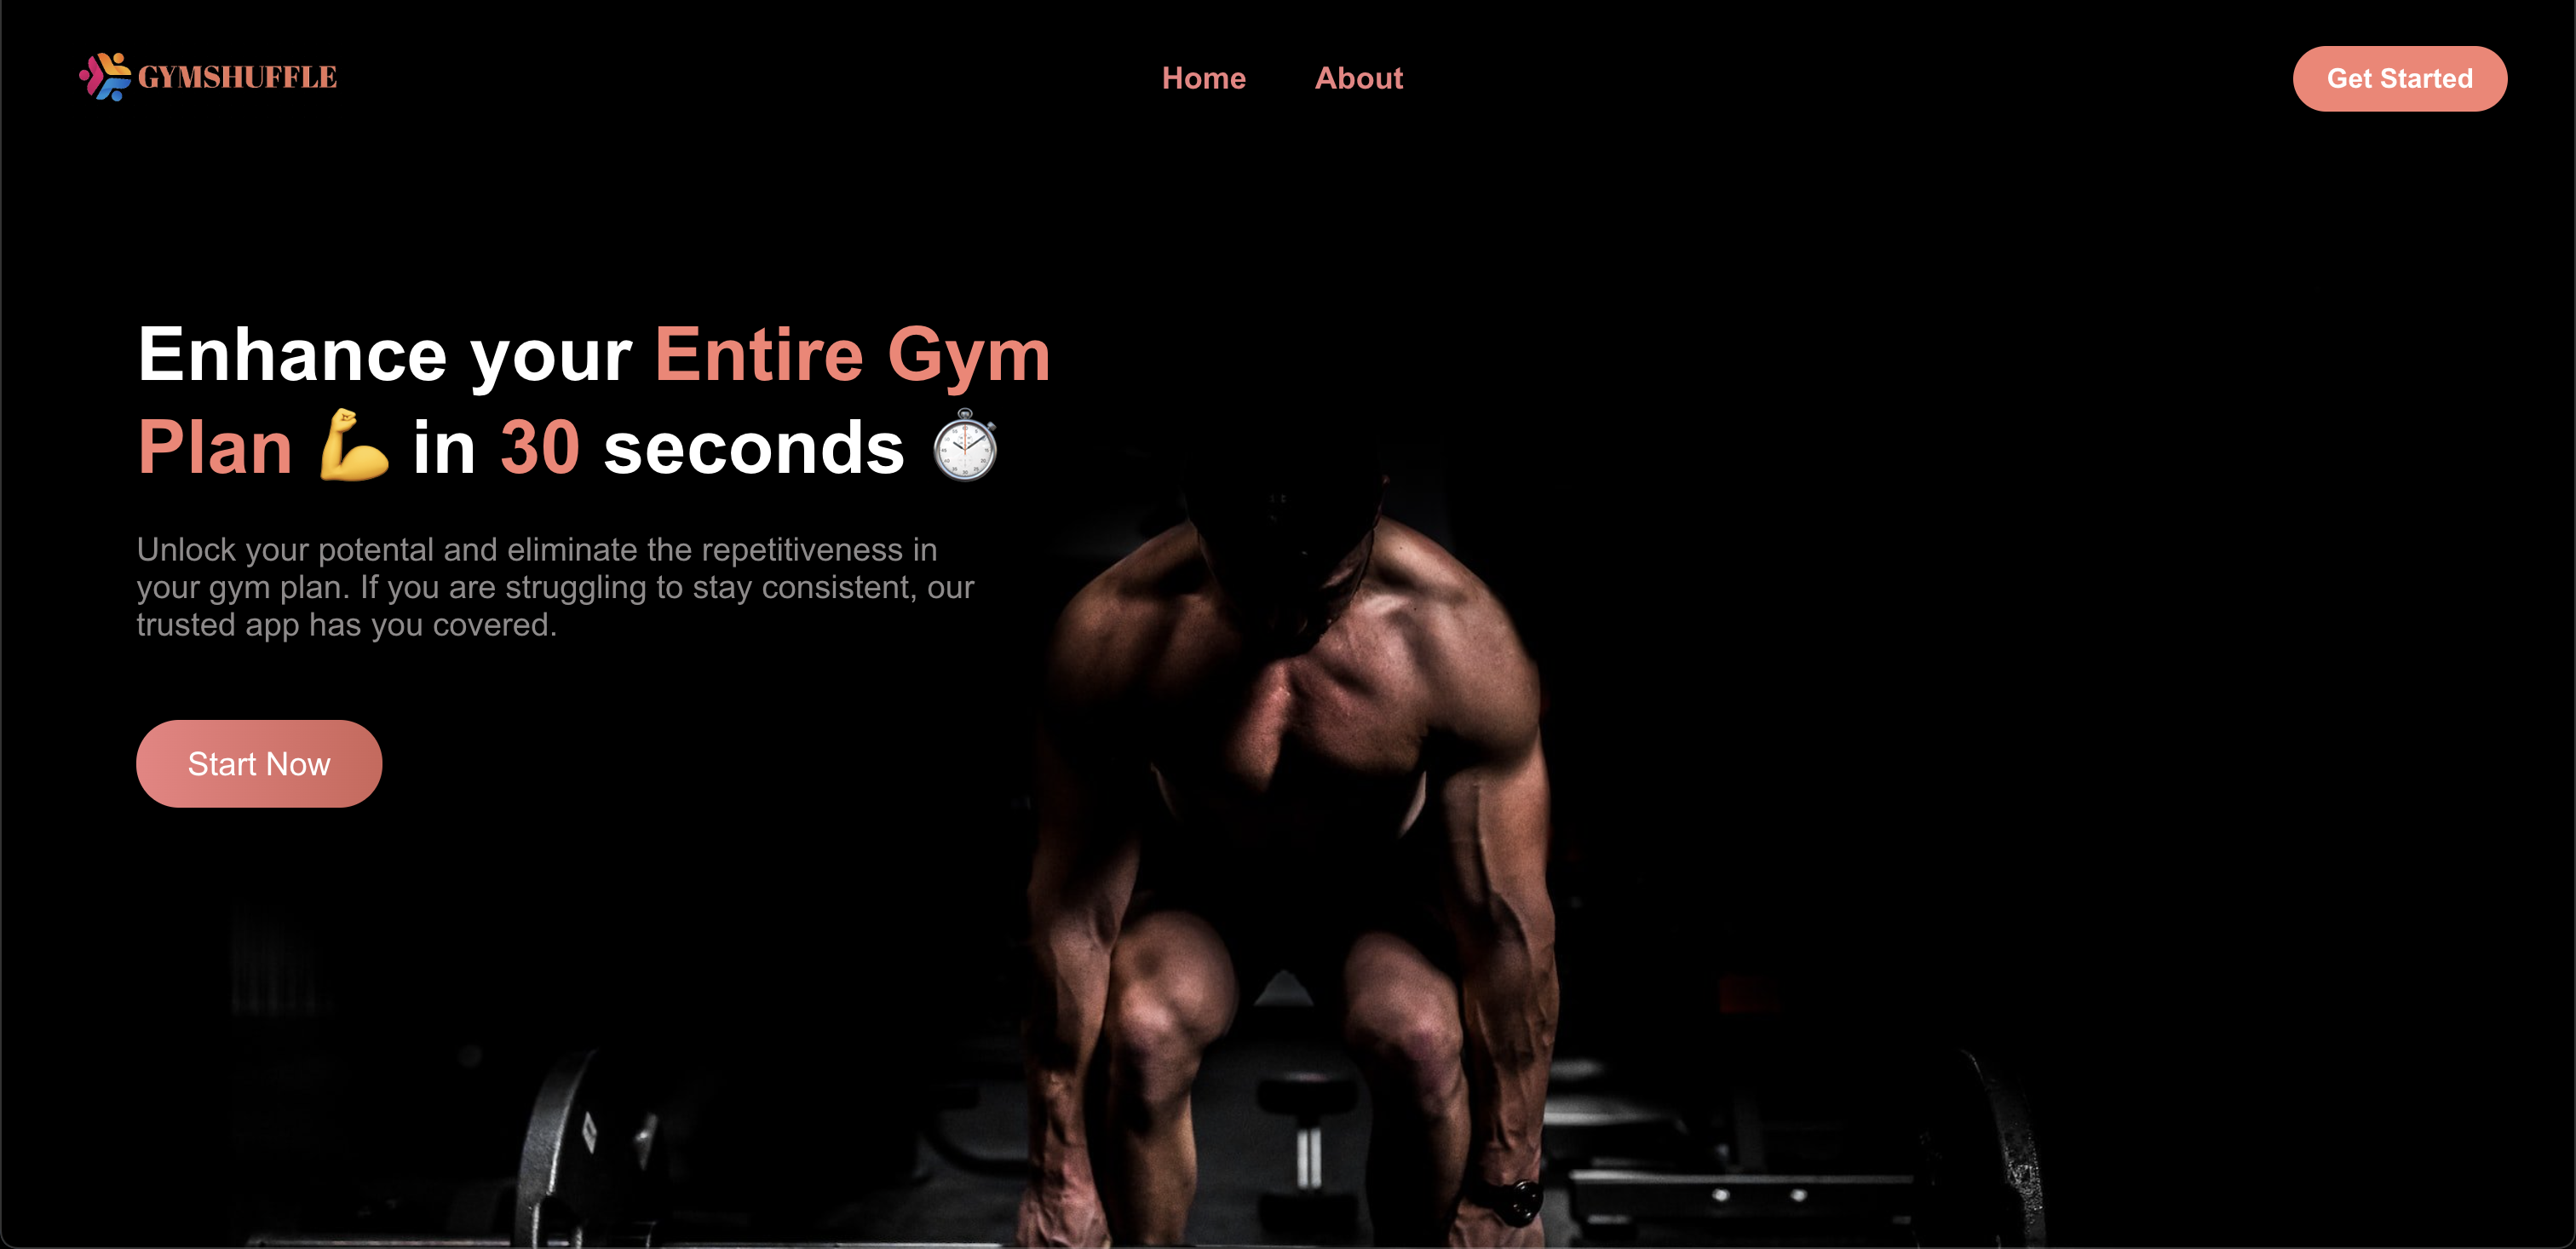 GYMSHUFFLE
Home
About
Get Started
Enhance your Entire Gym
Plan 💪 in 30 seconds ⏱️
Unlock your potental and eliminate the repetitiveness in
your gym plan. If you are struggling to stay consistent, our
trusted app has you covered.
Start Now